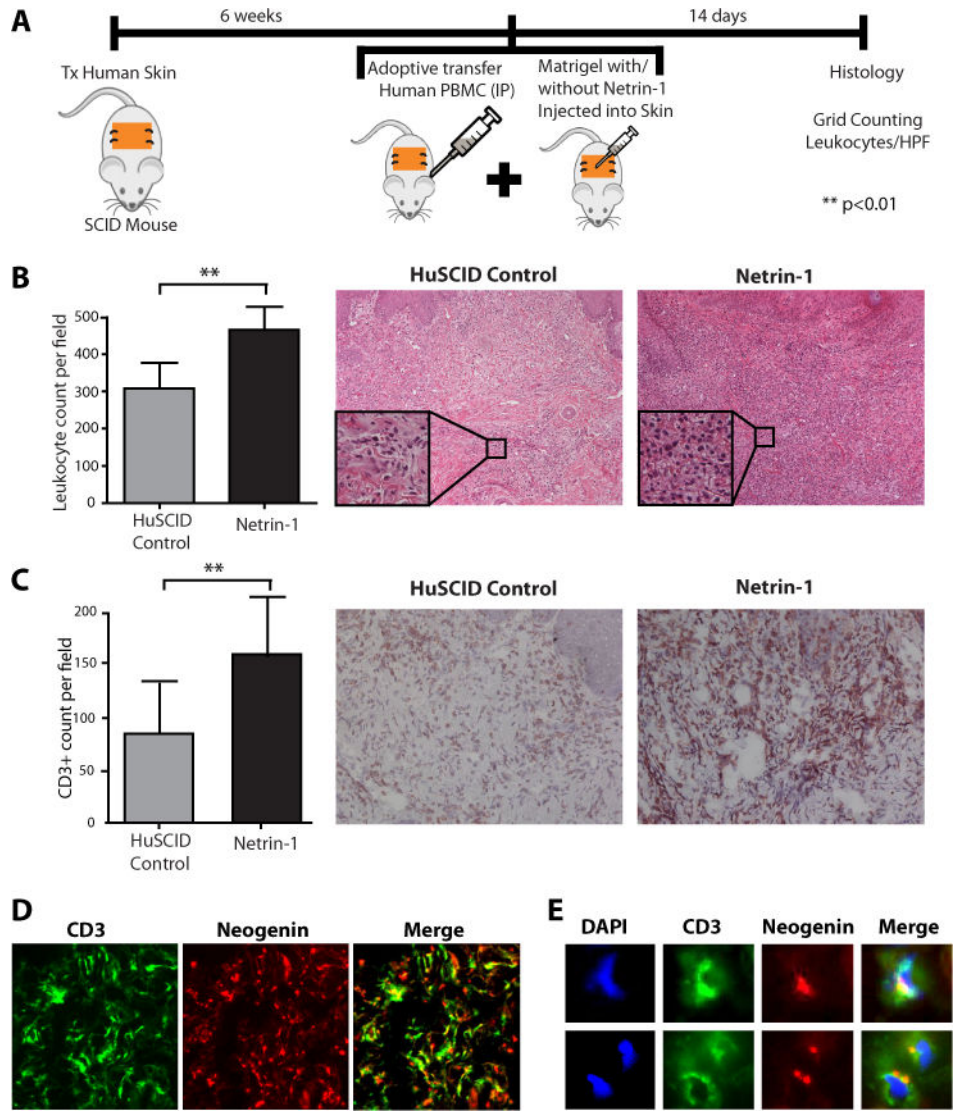 A
6 weeks
14 days
Tx Human Skin
SCID Mouse
Adoptive transfer
Human PBMC (IP)
Matrigel with/
without Netrin-1
Injected into Skin
Histology
Grid Counting
Leukocytes/HPF
** p<0.01
B
Leukocyte count per field
500
400
300
200
100
0
**
HuSCID
Control
Netrin-1
HuSCID Control
Netrin-1
C
CD3+ count per field
200
150
100
50
0
**
HuSCID
Control
Netrin-1
HuSCID Control
Netrin-1
D
CD3
Neogenin
Merge
E
DAPI
CD3
Neogenin
Merge